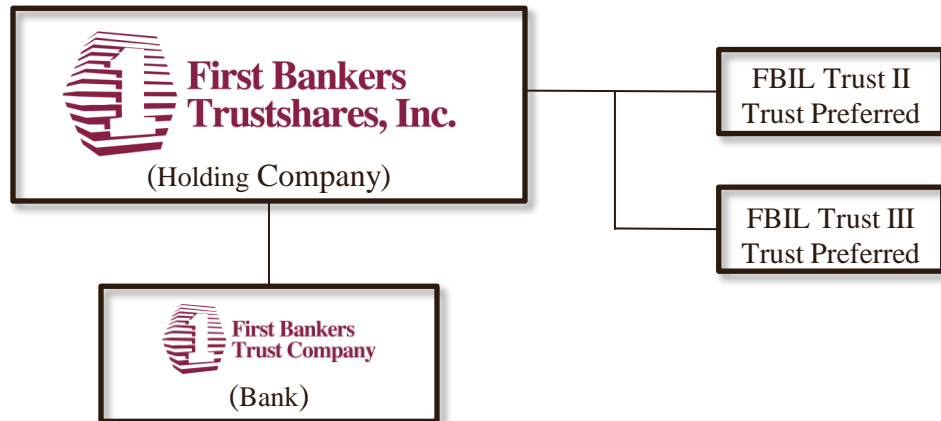 First Bankers
Trustshares, Inc.
(Holding Company)
FBIL Trust II
Trust Preferred
FBIL Trust III
Trust Preferred
First Bankers
Trust Company
(Bank)